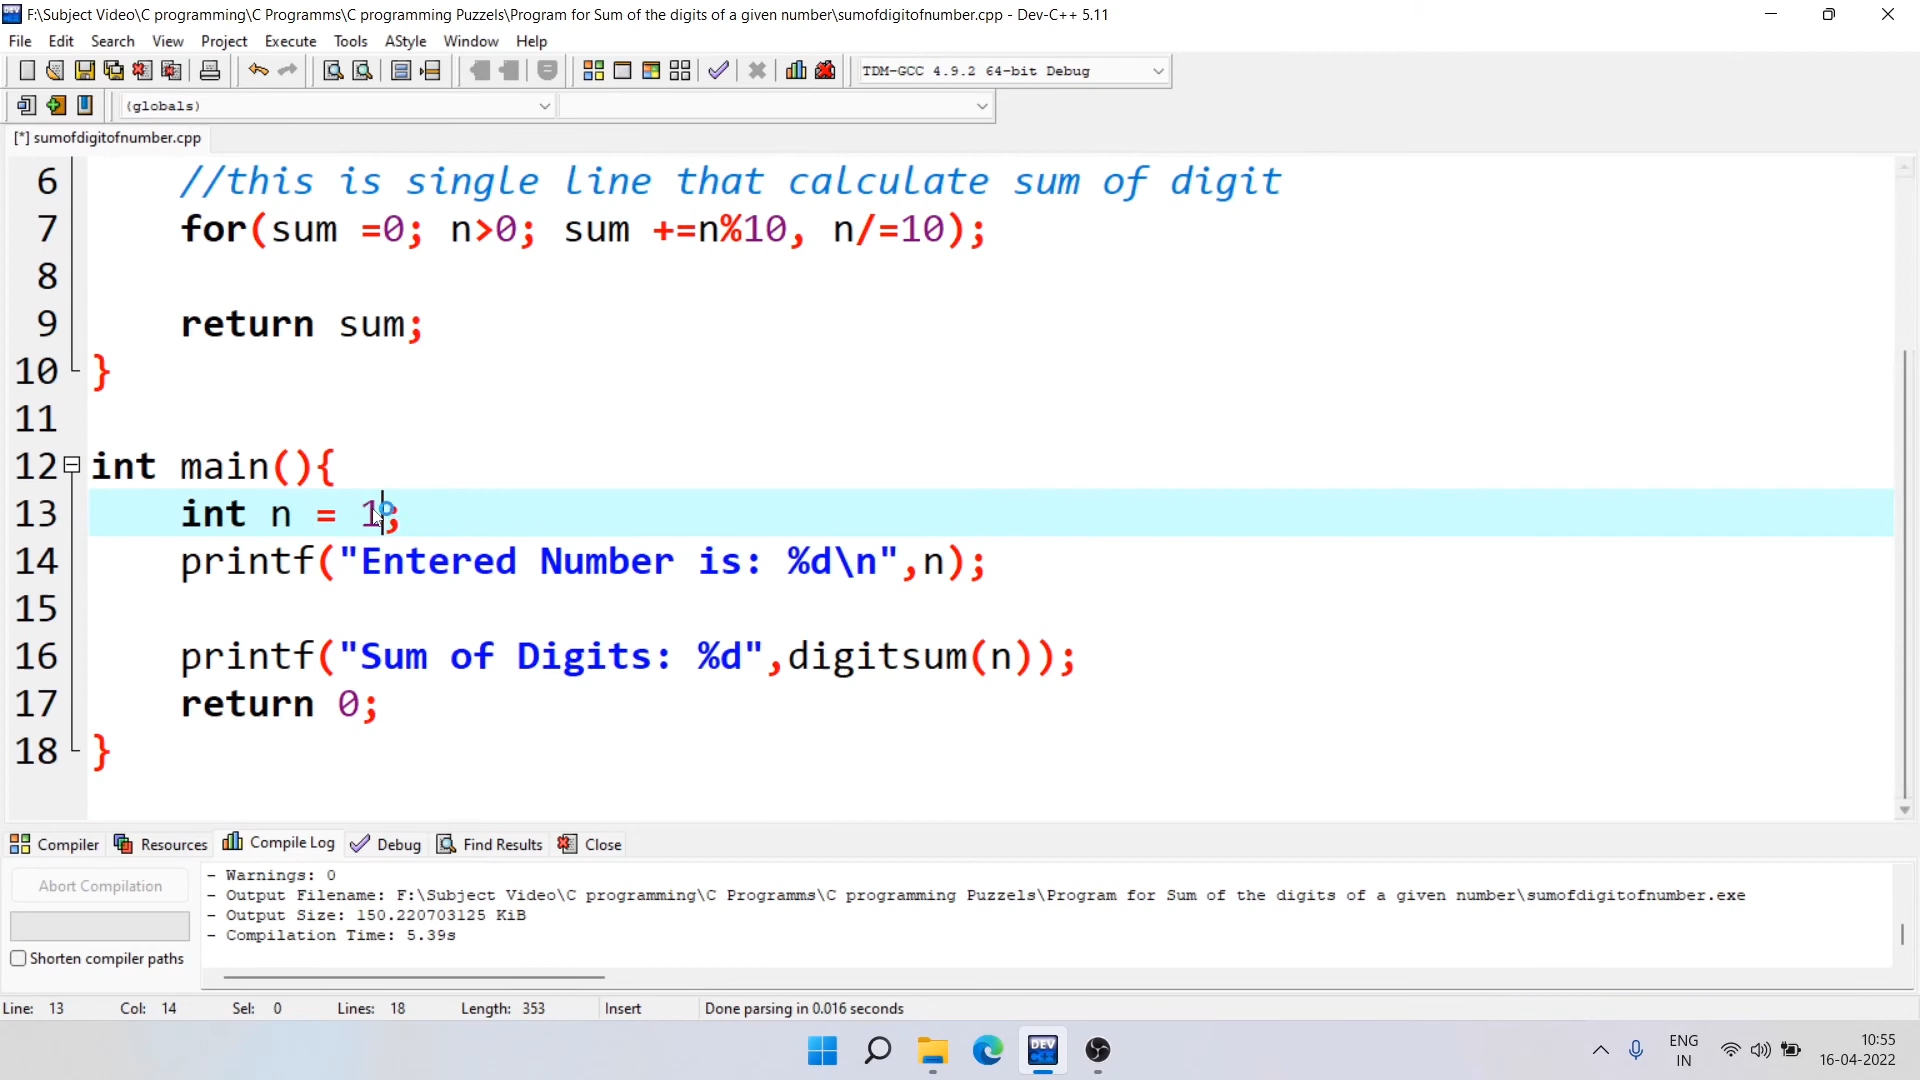 F:\Subject Video\C programming\C Programms\C programming Puzzels\Program for Sum of the digits of a given number\sumofdigitofnumber.cpp - Dev-C++ 5.11
File Edit Search View Project Execute Tools AStyle Window Help
TDM-GCC 4.9.2 64-bit Debug
(globals)
[*] sumofdigitofnumber.cpp
6 //this is single line that calculate sum of digit
7 for(sum =0; n>0; sum +=n%10, n/=10);
8
9 return sum;
10 }
11
12 int main(){
13 int n = 1;
14 printf("Entered Number is: %d\n",n);
15
16 printf("Sum of Digits: %d",digitsum(n));
17 return 0;
18 }
Compiler Resources Compile Log Debug Find Results Close
Abort Compilation
Shorten compiler paths
- Warnings: 0
- Output Filename: F:\Subject Video\C programming\C Programms\C programming Puzzels\Program for Sum of the digits of a given number\sumofdigitofnumber.exe
- Output Size: 150.220703125 KiB
- Compilation Time: 5.39s
Line: 13 Col: 14 Sel: 0 Lines: 18 Length: 353 Insert Done parsing in 0.016 seconds
DEV
ENG
IN
10:55
16-04-2022